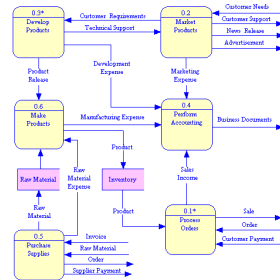 0.3*
Develop
Products
Customer Requirements
Technical Support
0.2
Market
Products
Customer Needs
Customer Support
News Release
Advertisement
Product
Release
Development
Expense
Marketing
Expense
0.6
Make
Products
Manufacturing Expense
0.4
Perform
Accounting
Business Documents
Product
Raw Material
Raw
Material
Expense
Inventory
Sales
Income
Raw
Material
Product
0.1*
Process
Orders
Sale
Order
Customer Payment
0.5
Purchase
Supplies
Invoice
Raw Material
Order
Supplier Payment